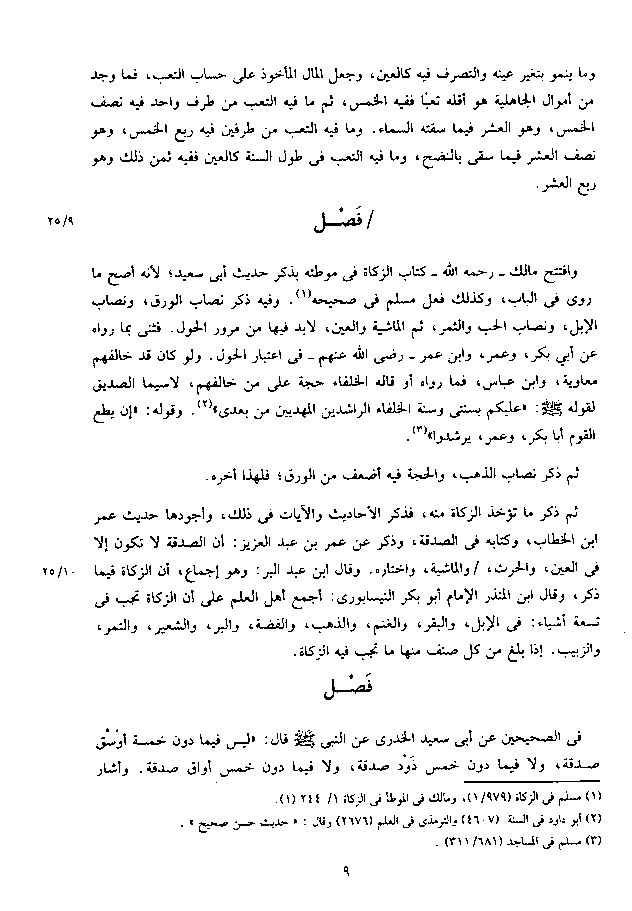 وما ينمو بتغير عينه والتصرف فيه كالعين، وجعل المال المأخوذ على حساب التعب، فما وجد
من أموال الجاهلية هو أقله تعبًا ففيه الخمس، ثم ما فيه التعب من طرف واحد فيه نصف
الخمس، وهو العشر فيما سقته السماء. وما فيه التعب من طرفين فيه ربع الخمس، وهو
نصف العشر فيما سقى بالنضح، وما فيه التعب فى طول السنة كالعين ففيه ثمن ذلك وهو
ربع العشر.
/ فَصْــل
٢٥/٩
وافتتح مالك ـ رحمه الله ـ كتاب الزكاة فى موطئه بذكر حديث أبى سعيد؛ لأنه أصح ما
روى فى الباب، وكذلك فعل مسلم فى صحيحه(١). وفيه ذكر نصاب الورق، ونصاب
الإبل، ونصاب الحب والثمر، ثم الماشية والعين، لابد فيها من مرور الحول. فثنى بما رواه
عن أبي بكر، وعمر، وابن عمر ـ رضى الله عنهم ـ فى اعتبار الحول. ولو كان قد خالفهم
معاوية، وابن عباس، فما رواه أو قاله الخلفاء حجة على من خالفهم، لاسيما الصديق
لقوله ﷺ: «عليكم بسنتى وسنة الخلفاء الراشدين المهديين من بعدى»(٢). وقوله: «إن يطع
القوم أبا بكر، وعمر، يرشدوا»(٣).
ثم ذكر نصاب الذهب، والحجة فيه أضعف من الورق؛ فلهذا أخره.
ثم ذكر ما تؤخذ الزكاة منه، فذكر الأحاديث والآيات فى ذلك، وأجودها حديث عمر
ابن الخطاب، وكتابه فى الصدقة، وذكر عن عمر بن عبد العزيز: أن الصدقة لا تكون إلا
فى العين، والحرث، /والماشية، واختاره. وقال ابن عبد البر: وهو إجماع، أن الزكاة فيما
٢٥/١٠
ذكر، وقال ابن المنذر الإمام أبو بكر النيسابورى: أجمع أهل العلم على أن الزكاة تجب فى
تسعة أشياء: فى الإبل، والبقر، والغنم، والذهب، والفضة، والبر، والشعير، والتمر،
والزبيب. إذا بلغ من كل صنف منها ما تجب فيه الزكاة.
فَصْــل
فى الصحيحين عن أبى سعيد الخدرى عن النبي ﷺ قال: «ليس فيما دون خمسة أوْسُق
صدقة، ولا فيما دون خمس ذَوْد صدقة، ولا فيما دون خمس أواق صدقة. وأشار
(١) مسلم فى الزكاة (١/٩٧٩)، ومالك فى الموطأ فى الزكاة ١/ ٢٤٤ (١).
(٢) أبو داود فى السنة (٤٦٠٧) والترمذى فى العلم (٢٦٧٦) وقال : « حديث حسن صحيح » .
(٣) مسلم فى المساجد (٣١١/٦٨١) .
٩